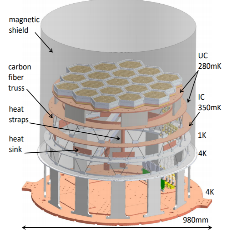 magnetic
shield
carbon
fiber
truss
heat
straps
heat
sink
UC
280mK
IC
350mK
1K
4K
4K
980mm